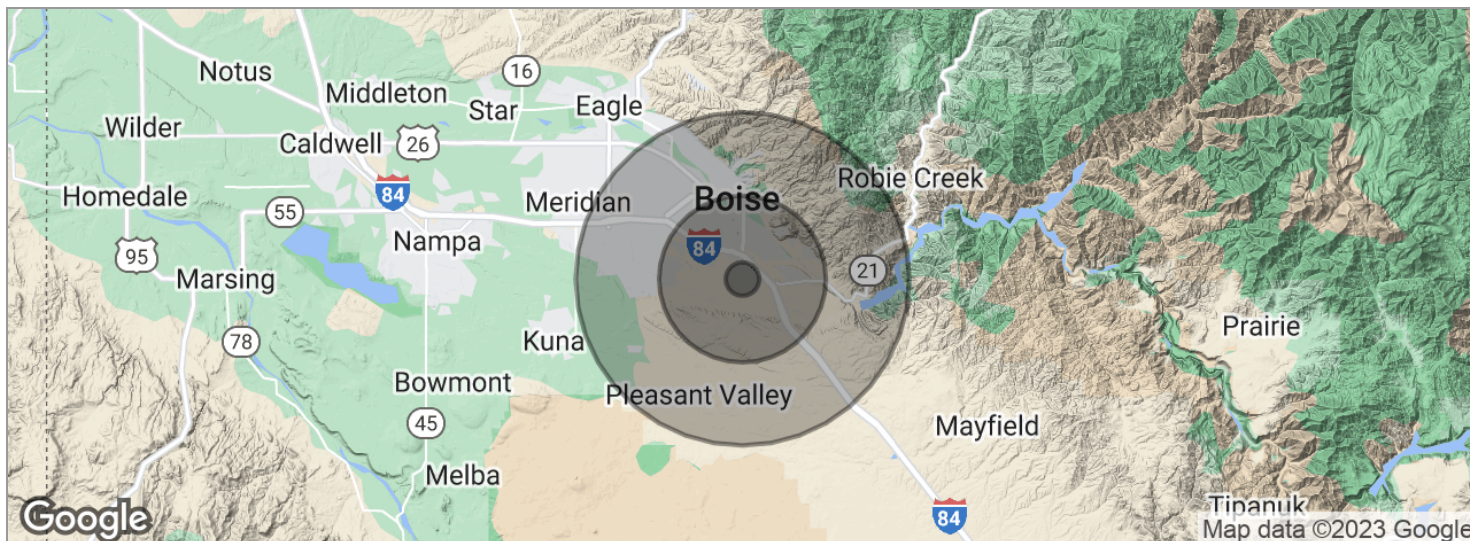 16
Notus
Middleton
Star
Eagle
Wilder
Caldwell
26
Robie Creek
Homedale
84
Meridian
Boise
55
Nampa
84
95
21
Marsing
Prairie
78
Kuna
Bowmont
Pleasant Valley
45
Mayfield
Melba
Tipanuk
84
Google
Map data ©2023 Google